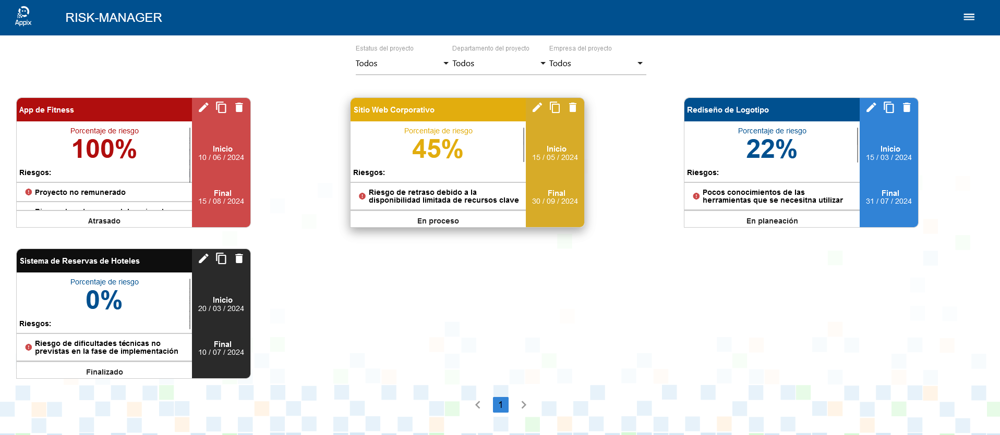 Appix
RISK-MANAGER
Estatus del proyecto
Departamento del proyecto
Empresa del proyecto
Todos
Todos
Todos
App de Fitness
Porcentaje de riesgo
100%
Riesgos:
Proyecto no remunerado
Atrasado
Inicio
10 / 06 / 2024
Final
15 / 08 / 2024
Sitio Web Corporativo
Porcentaje de riesgo
45%
Riesgos:
Riesgo de retraso debido a la
disponibilidad limitada de recursos clave
En proceso
Inicio
15 / 05 / 2024
Final
30 / 09 / 2024
Rediseño de Logotipo
Porcentaje de riesgo
22%
Riesgos:
Pocos conocimientos de las
herramientas que se necesitna utilizar
En planeación
Inicio
15 / 03 / 2024
Final
31 / 07 / 2024
Sistema de Reservas de Hoteles
Porcentaje de riesgo
0%
Riesgos:
Riesgo de dificultades técnicas no
previstas en la fase de implementación
Finalizado
Inicio
20 / 03 / 2024
Final
10 / 07 / 2024
1